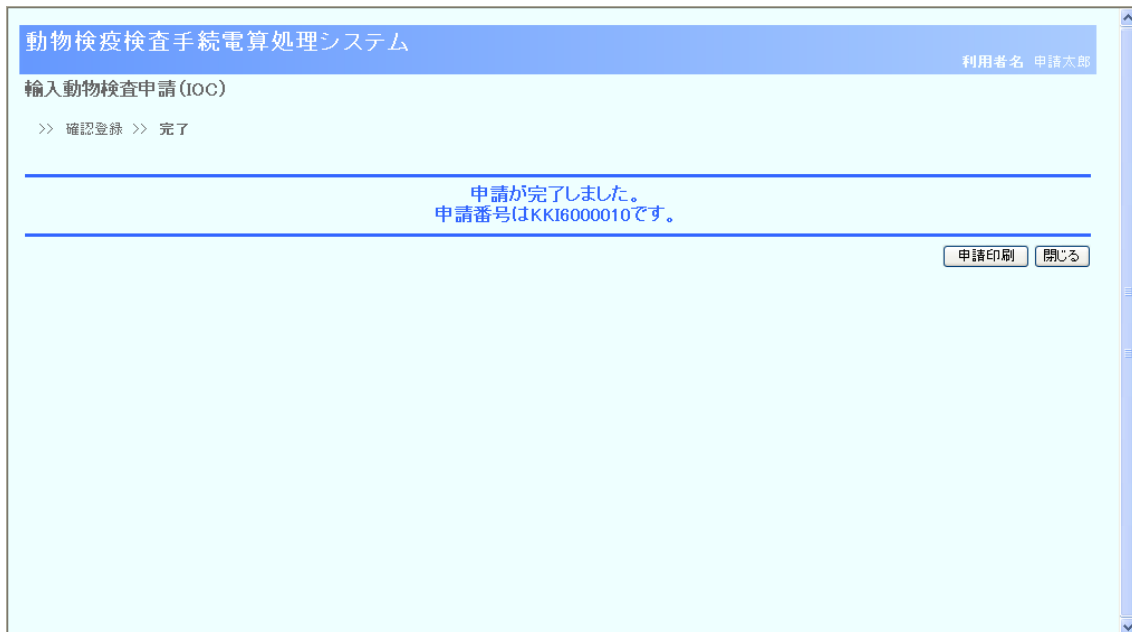 動物検疫検査手続電算処理システム
利用者名 申請太郎
輸入動物検査申請(IOC)
>> 確認登録 >> 完了
申請が完了しました。
申請番号はKKI6000010です。
申請印刷 閉じる